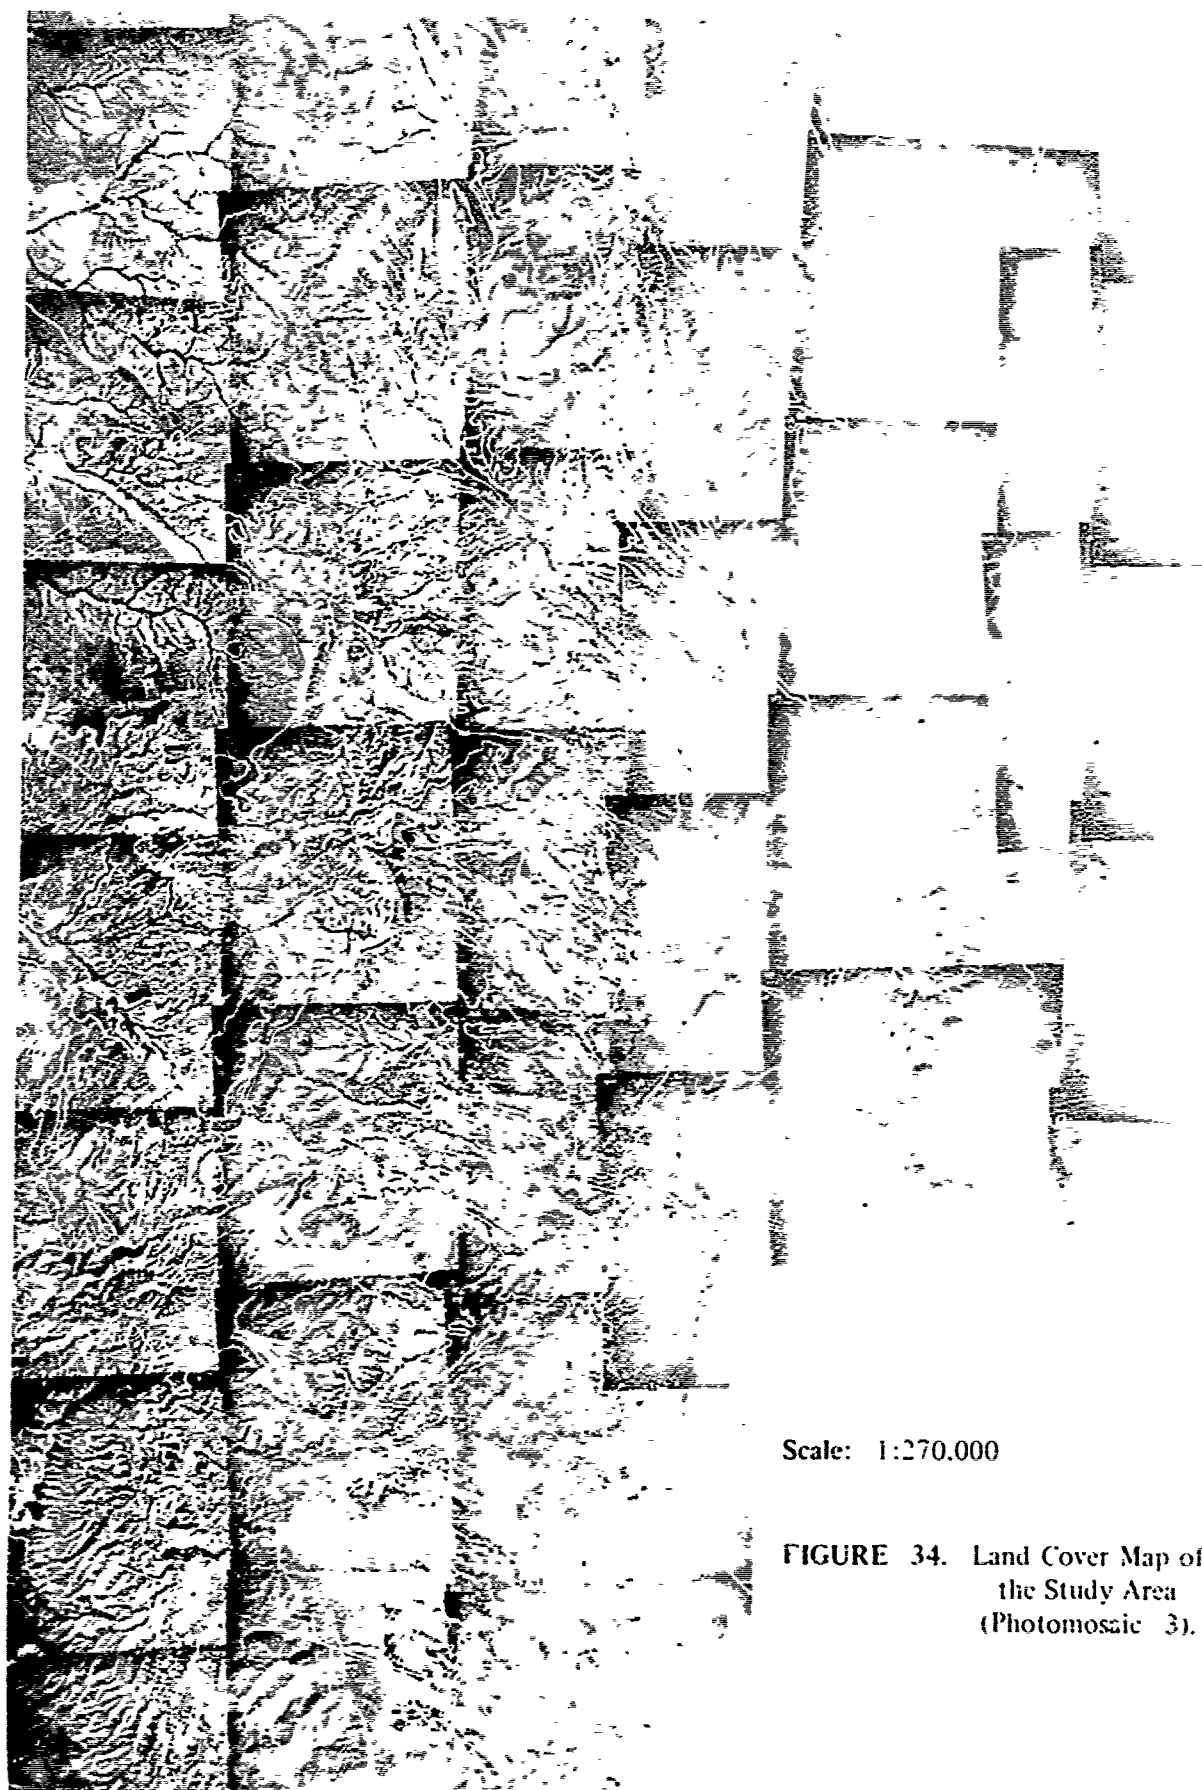 Scale: 1:270.000
FIGURE 34. Land Cover Map of
the Study Area
(Photomosaic 3).